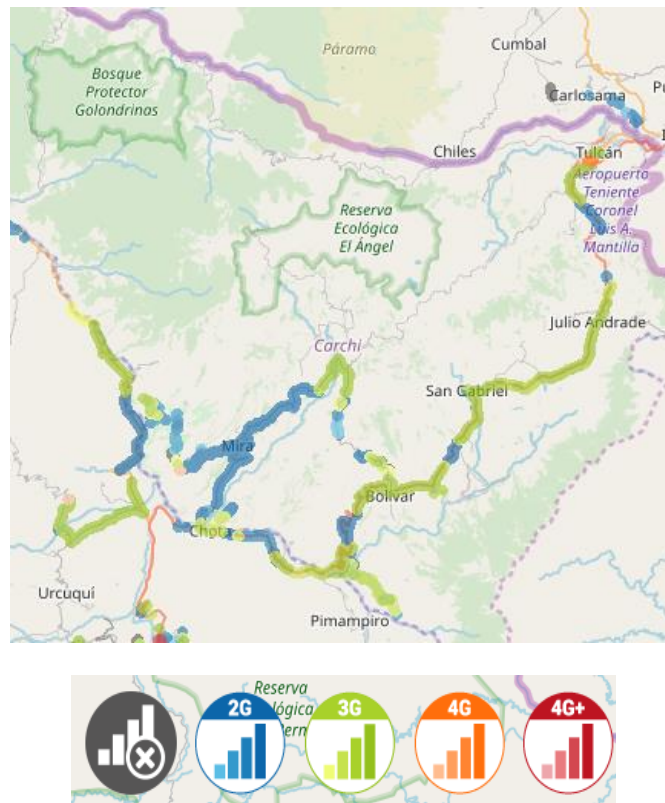 Páramo
Cumbal
Bosque
Protector
Golondrinas
Carlosama
Chiles
Tulcán
Aeropuerto
Teniente
Coronel
Luis A.
Mantilla
Reserva
Ecológica
El Ángel
Julio Andrade
Carchi
San Gabriel
Mira
Bolívar
Chota
Urcuquí
Pimampiro
Reserva
2G
3G
4G
4G+